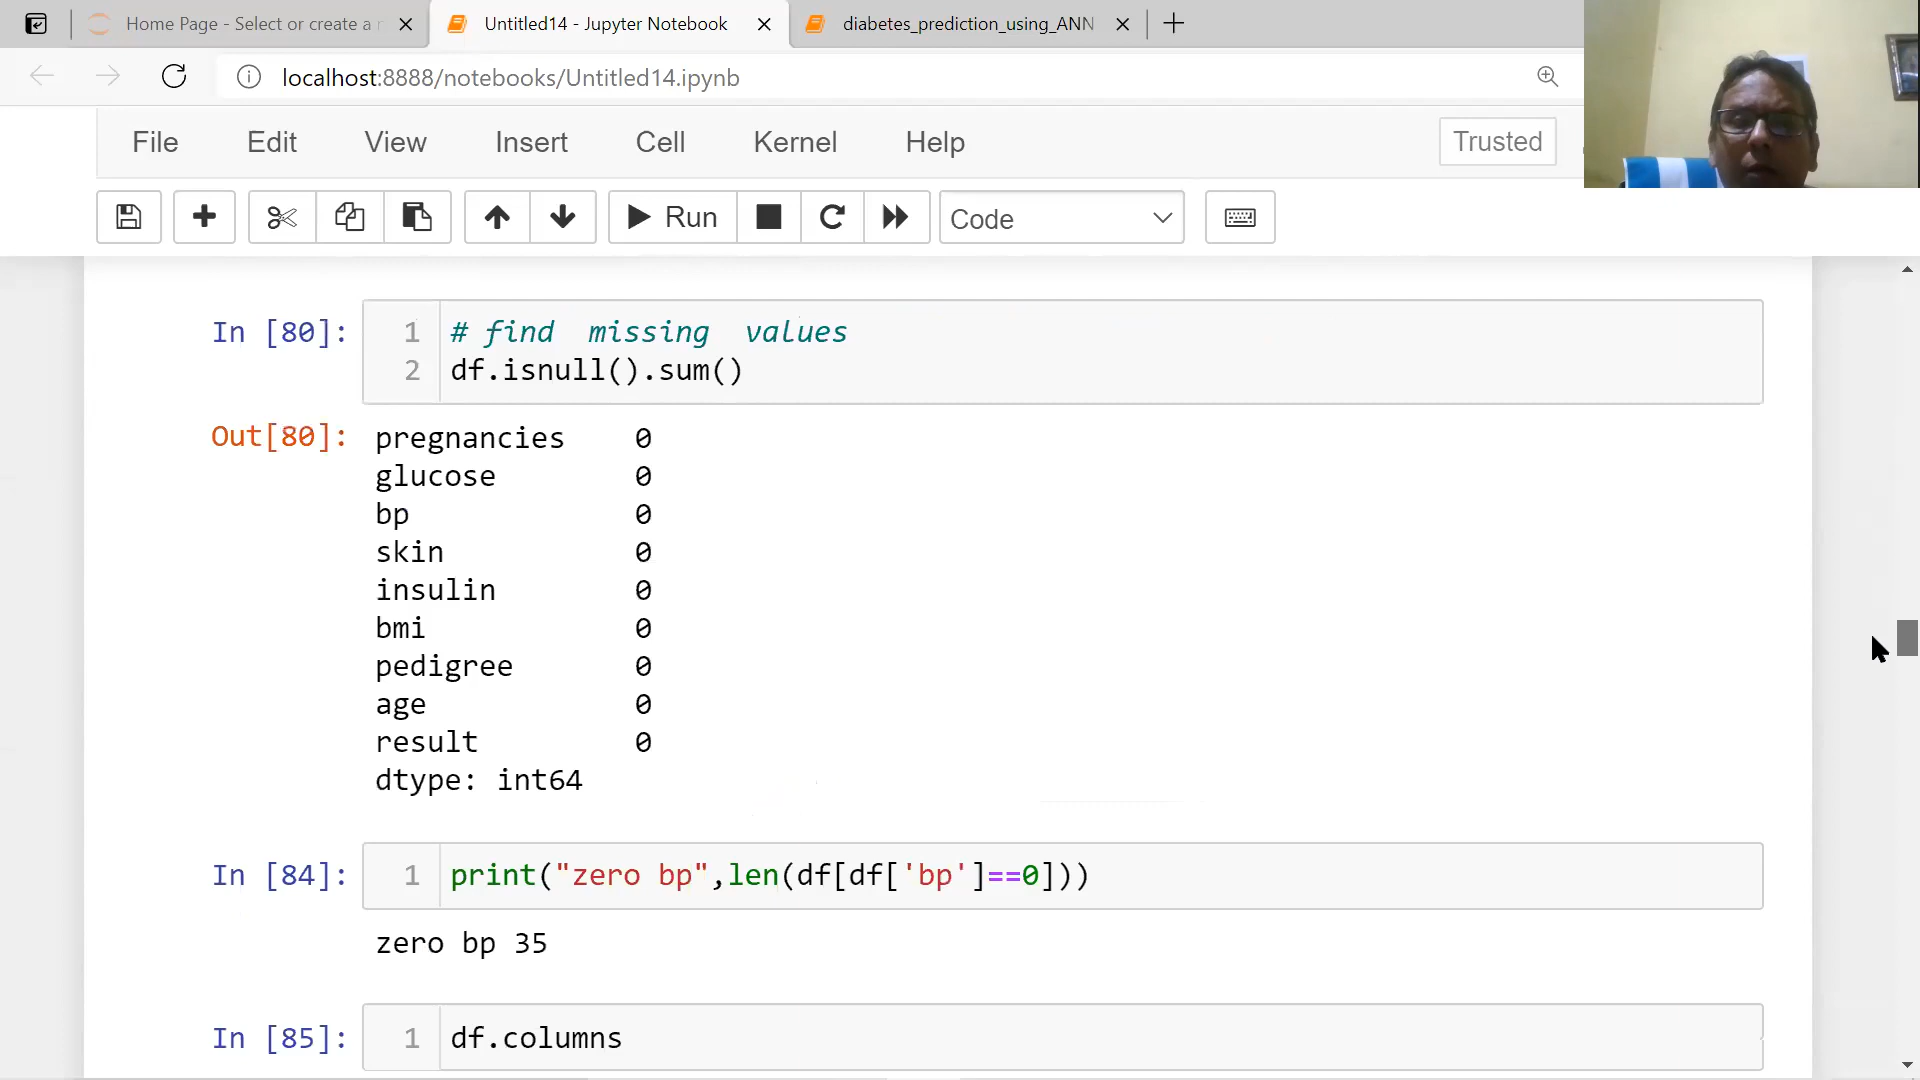 Home Page - Select or create a n
Untitled14 - Jupyter Notebook
diabetes_prediction_using_ANN
localhost:8888/notebooks/Untitled14.ipynb
File Edit View Insert Cell Kernel Help Trusted
Run Code
In [80]: 1 # find missing values
2 df.isnull().sum()
Out[80]: pregnancies 0
glucose 0
bp 0
skin 0
insulin 0
bmi 0
pedigree 0
age 0
result 0
dtype: int64
In [84]: 1 print("zero bp",len(df[df['bp']==0]))
zero bp 35
In [85]: 1 df.columns